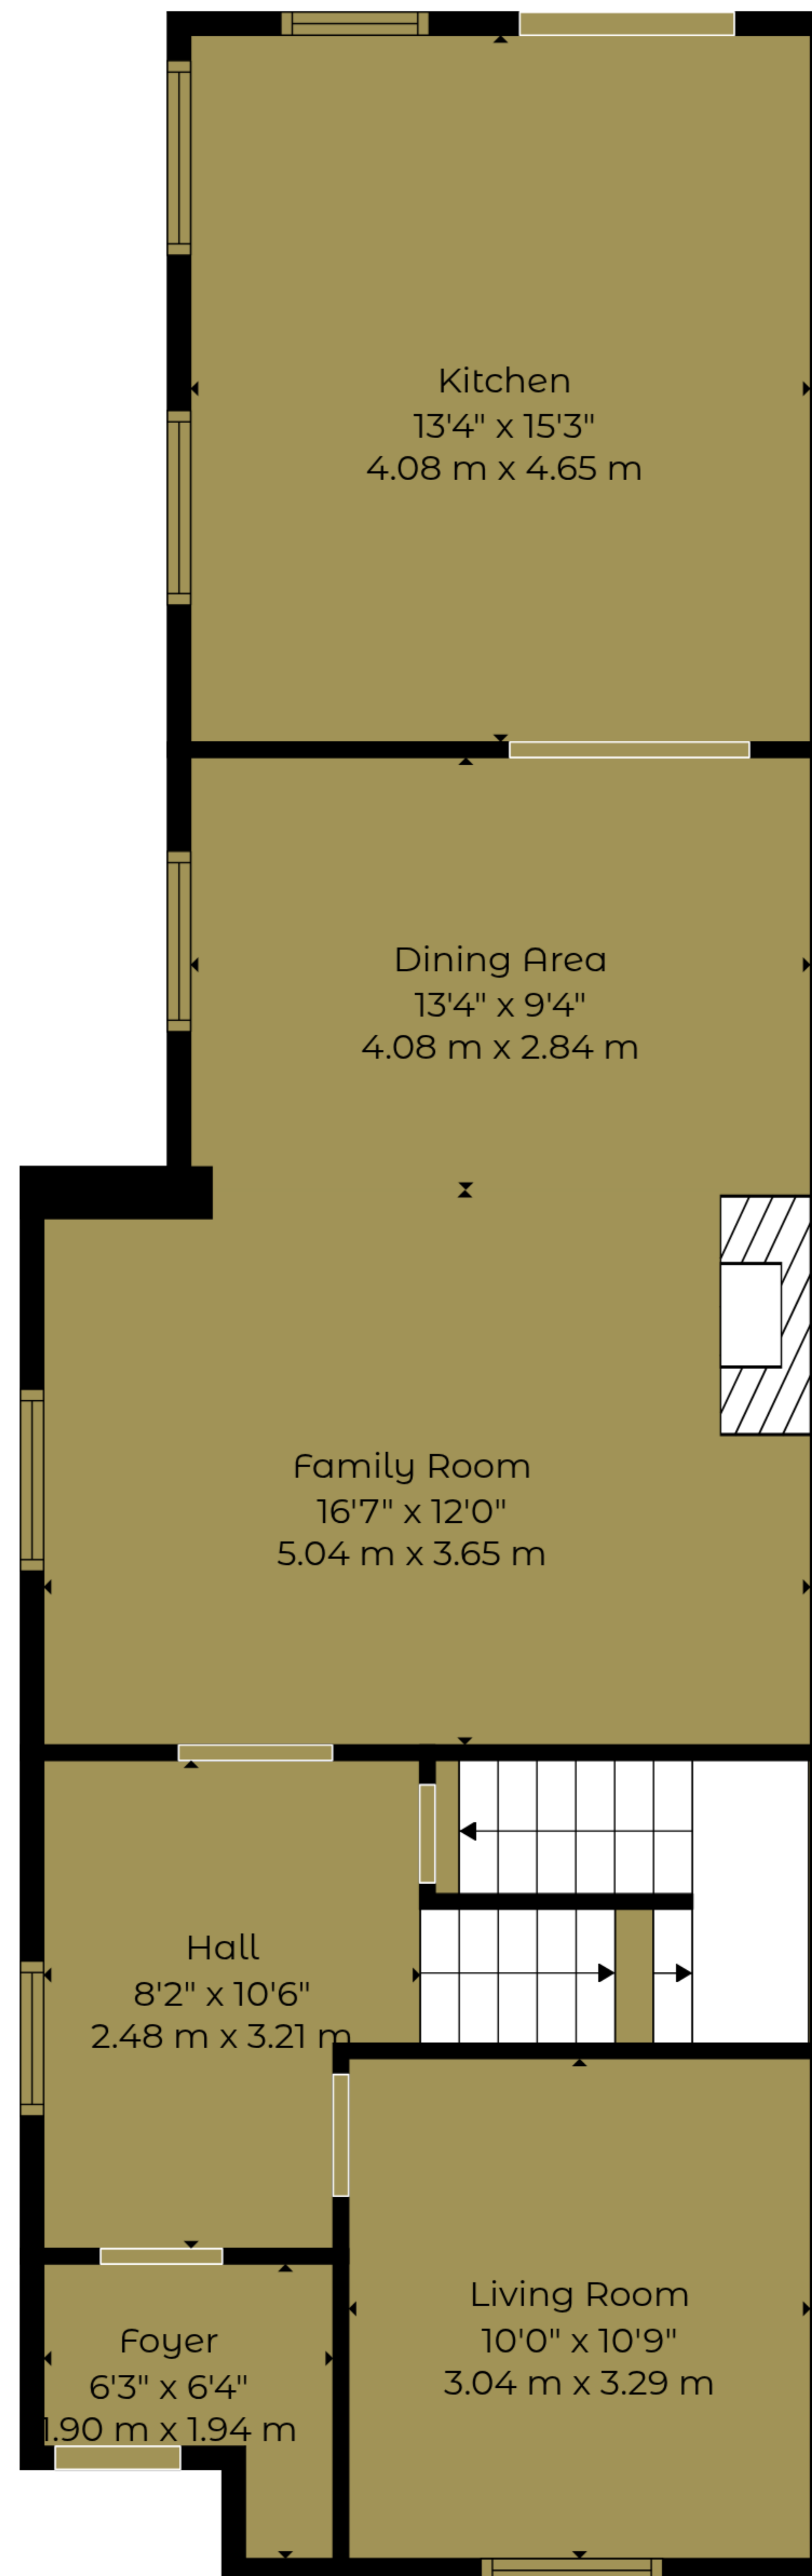 Kitchen
13'4" x 15'3"
4.08 m x 4.65 m
Dining Area
13'4" x 9'4"
4.08 m x 2.84 m
Family Room
16'7" x 12'0"
5.04 m x 3.65 m
Hall
8'2" x 10'6"
2.48 m x 3.21 m
Living Room
10'0" x 10'9"
3.04 m x 3.29 m
Foyer
6'3" x 6'4"
1.90 m x 1.94 m